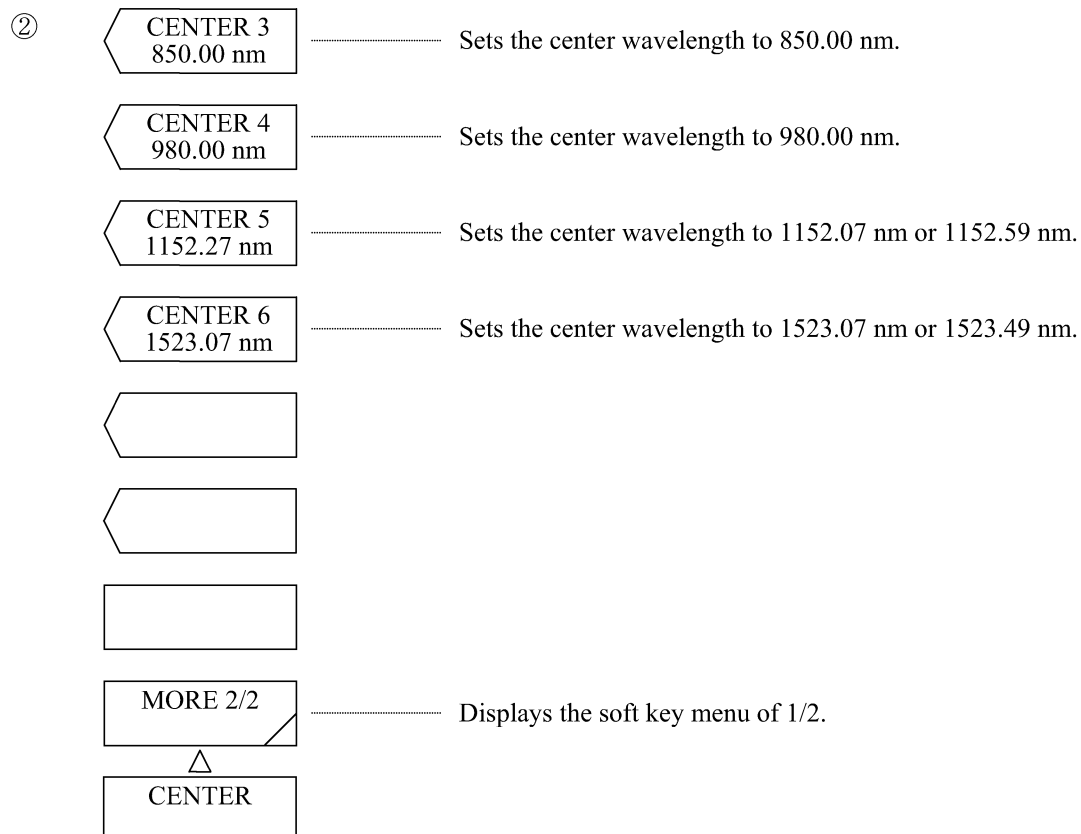 ②
CENTER 3
850.00 nm
Sets the center wavelength to 850.00 nm.
CENTER 4
980.00 nm
Sets the center wavelength to 980.00 nm.
CENTER 5
1152.27 nm
Sets the center wavelength to 1152.07 nm or 1152.59 nm.
CENTER 6
1523.07 nm
Sets the center wavelength to 1523.07 nm or 1523.49 nm.
MORE 2/2
Displays the soft key menu of 1/2.
CENTER